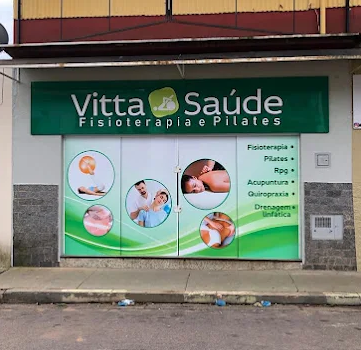 Vitta Saúde
Fisioterapia e Pilates
Fisioterapia •
Pilates •
Rpg •
Acupuntura •
Quiropraxia •
Drenagem •
linfática